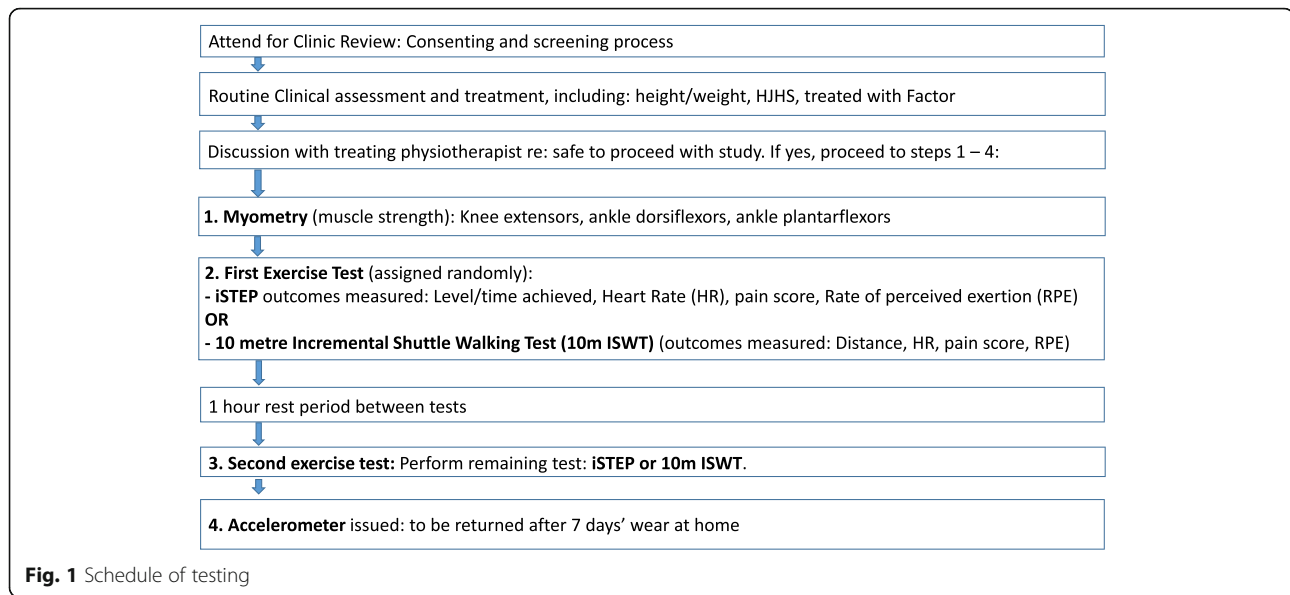 Attend for Clinic Review: Consenting and screening process
Routine Clinical assessment and treatment, including: height/weight, HJHS, treated with Factor
Discussion with treating physiotherapist re: safe to proceed with study. If yes, proceed to steps 1 – 4:
1. Myometry (muscle strength): Knee extensors, ankle dorsiflexors, ankle plantarflexors
2. First Exercise Test (assigned randomly):
- iSTEP outcomes measured: Level/time achieved, Heart Rate (HR), pain score, Rate of perceived exertion (RPE)
OR
- 10 metre Incremental Shuttle Walking Test (10m ISWT) (outcomes measured: Distance, HR, pain score, RPE)
1 hour rest period between tests
3. Second exercise test: Perform remaining test: iSTEP or 10m ISWT.
4. Accelerometer issued: to be returned after 7 days’ wear at home
Fig. 1 Schedule of testing